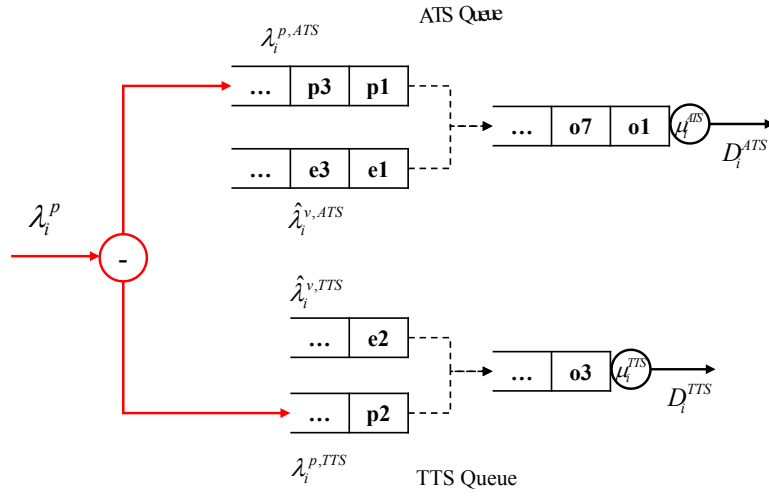 ATS Queue
λ_i^{p,ATS}
… p3 p1
… o7 o1 μ_i^{ATS}
D_i^{ATS}
… e3 e1
λ̂_i^{v,ATS}
λ_i^p
-
λ̂_i^{v,TTS}
… e2
… o3 μ_i^{TTS}
D_i^{TTS}
… p2
λ_i^{p,TTS}
TTS Queue